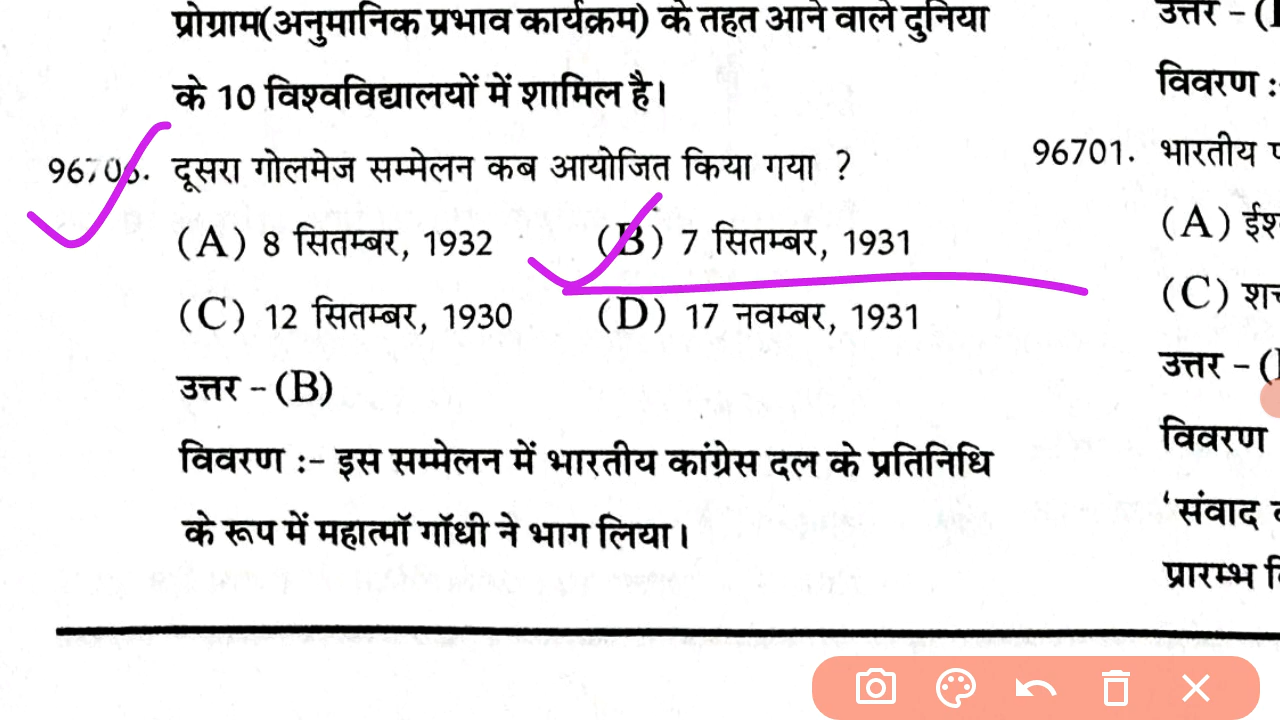 प्रोग्राम(अनुमानिक प्रभाव कार्यक्रम) के तहत आने वाले दुनिया
के 10 विश्वविद्यालयों में शामिल है।
दूसरा गोलमेज सम्मेलन कब आयोजित किया गया ?
(A) 8 सितम्बर, 1932 (B) 7 सितम्बर, 1931
(C) 12 सितम्बर, 1930 (D) 17 नवम्बर, 1931
उत्तर - (B)
विवरण :- इस सम्मेलन में भारतीय कांग्रेस दल के प्रतिनिधि
के रूप में महात्मॉ गॉधी ने भाग लिया।
उत्तर - (
विवरण :
96701. भारतीय
(A)
(C)
उत्तर - (
विवरण
'संवाद
प्रारम्भ